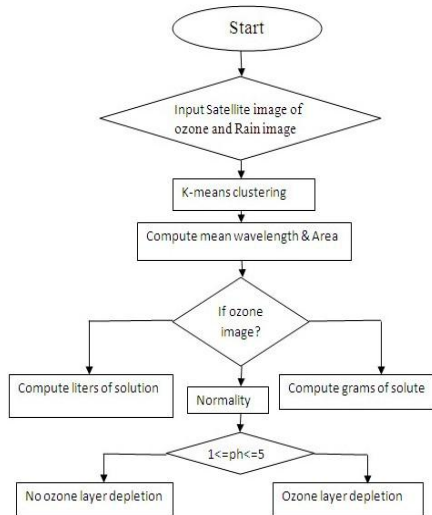 Start
Input Satellite image of
ozone and Rain image
K-means clustering
Compute mean wavelength & Area
If ozone
image?
Compute liters of solution
Compute grams of solute
Normality
1<=ph<=5
No ozone layer depletion
Ozone layer depletion